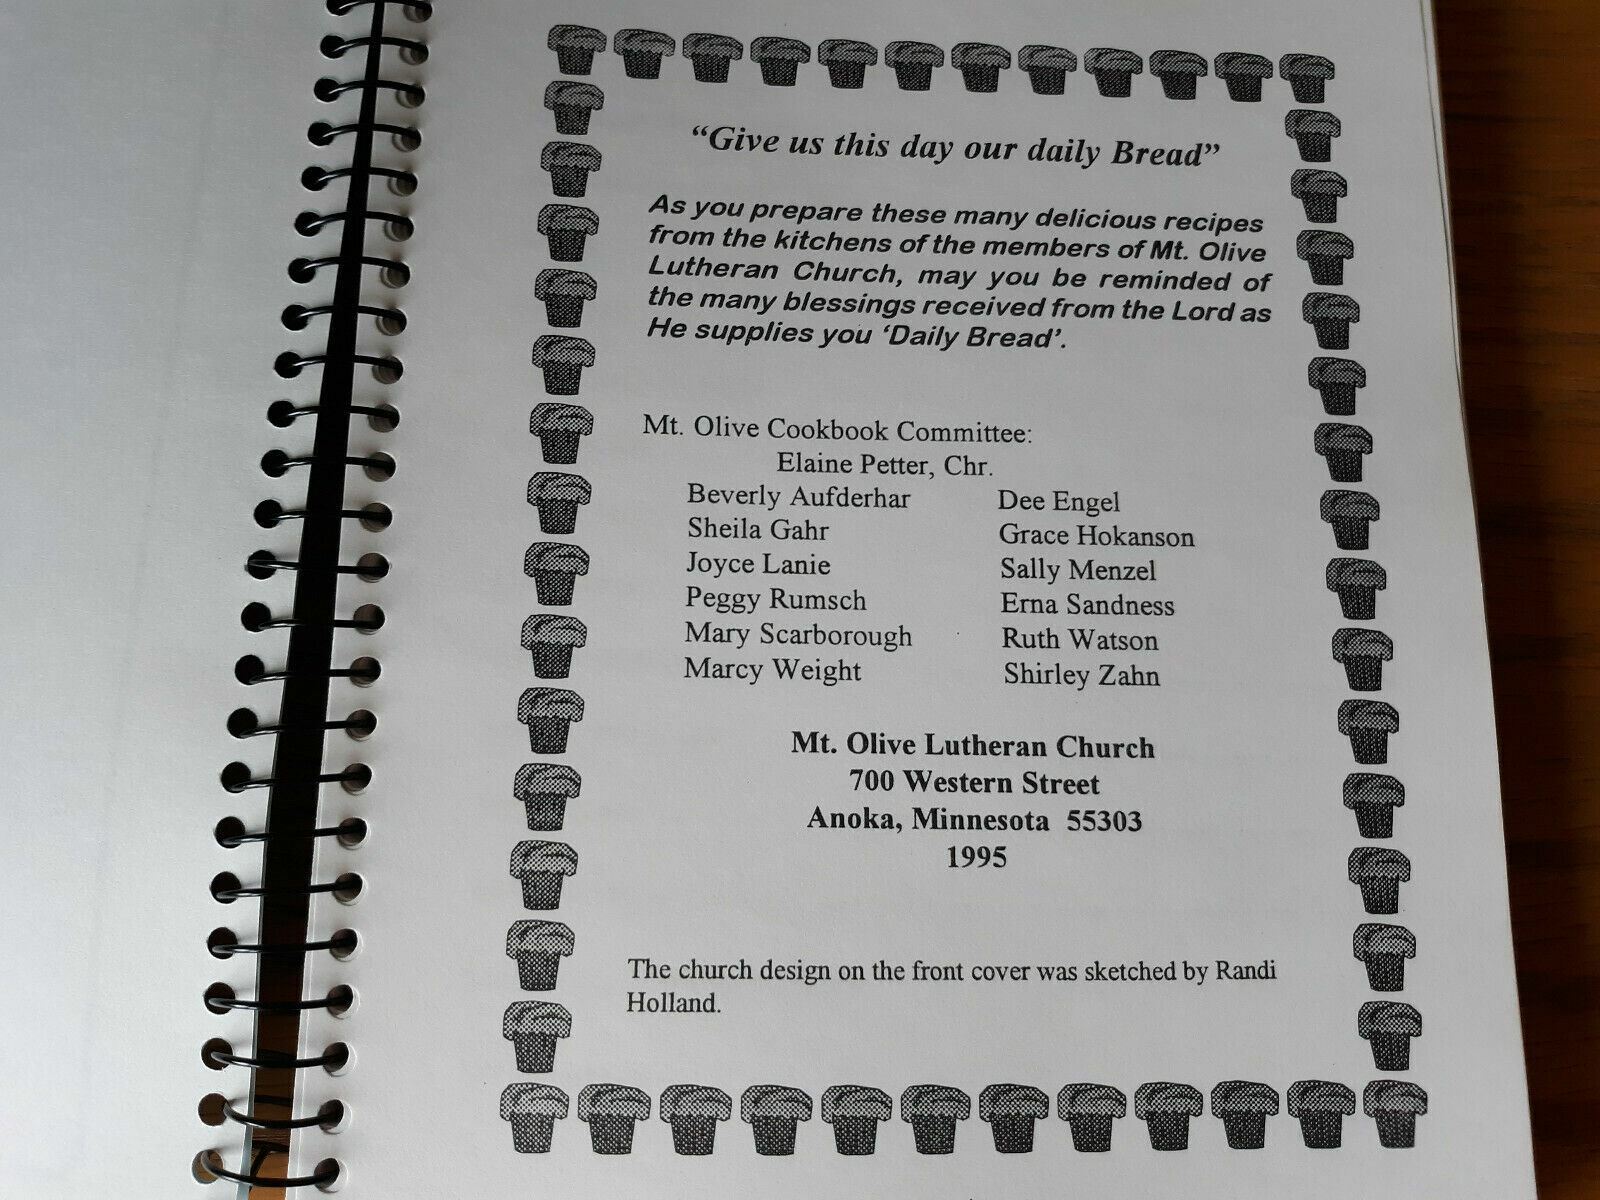 “Give us this day our daily Bread”
As you prepare these many delicious recipes
from the kitchens of the members of Mt. Olive
Lutheran Church, may you be reminded of
the many blessings received from the Lord as
He supplies you ‘Daily Bread’.
Mt. Olive Cookbook Committee:
Elaine Petter, Chr.
Beverly Aufderhar Dee Engel
Sheila Gahr Grace Hokanson
Joyce Lanie Sally Menzel
Peggy Rumsch Erna Sandness
Mary Scarborough Ruth Watson
Marcy Weight Shirley Zahn
Mt. Olive Lutheran Church
700 Western Street
Anoka, Minnesota 55303
1995
The church design on the front cover was sketched by Randi
Holland.